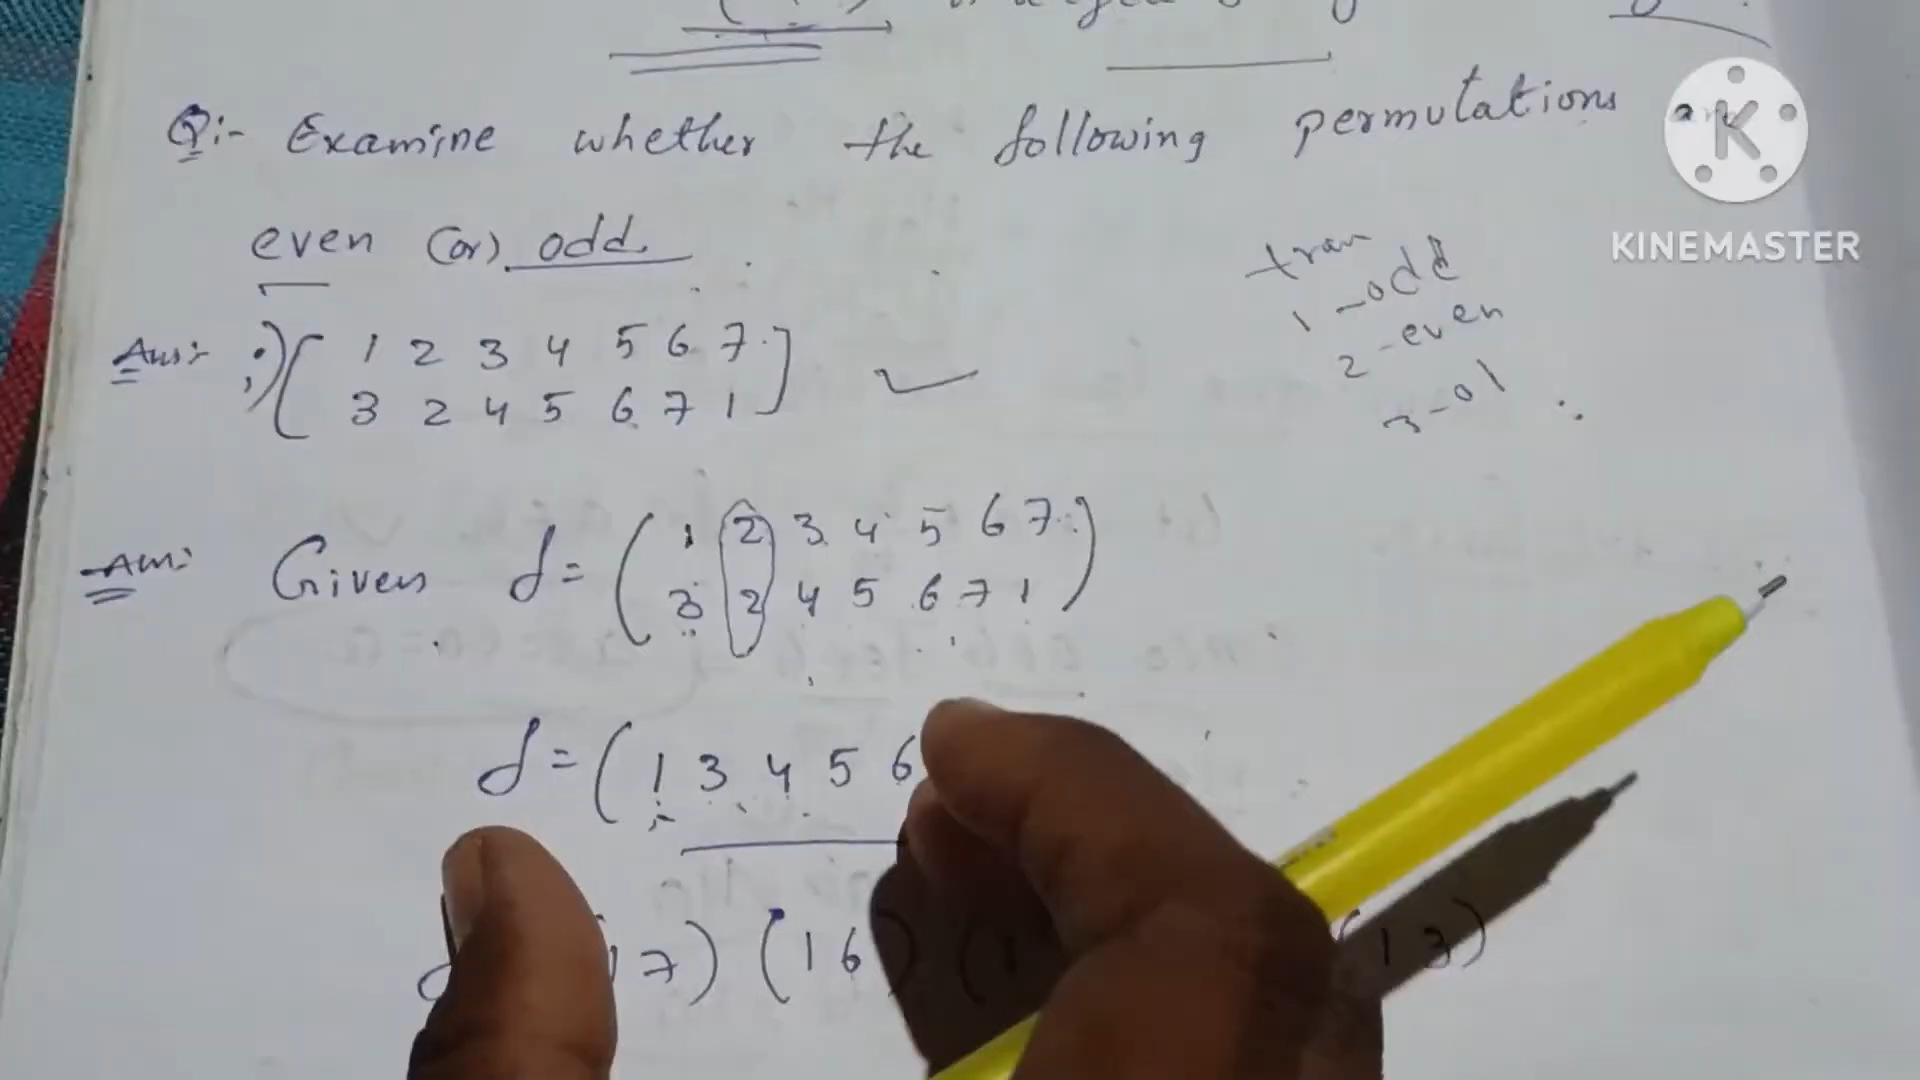 Q:- Examine whether the following permutations
even (or) odd.
tran
1 - odd
2 - even
Ans:- i) [ 1 2 3 4 5 6 7 ]
3 2 4 5 6 7 1
Ans: Given f = ( 1 2 3 4 5 6 7 )
3 2 4 5 6 7 1
f = ( 1 3 4 5 6
7) (1 6 (1 (1 3)
KINEMASTER